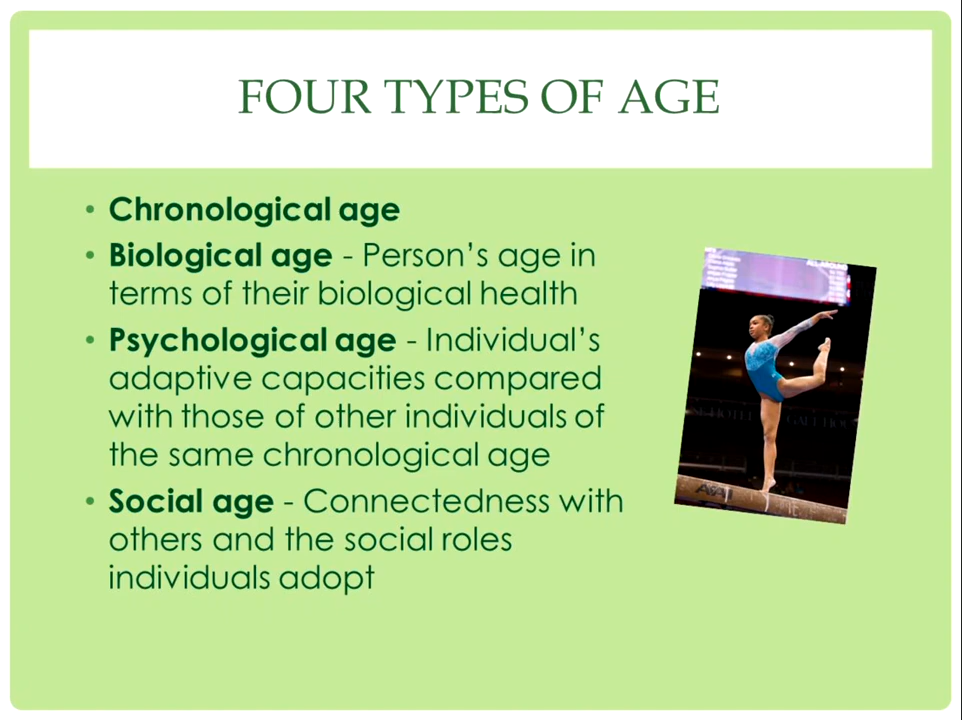 FOUR TYPES OF AGE
• Chronological age
• Biological age - Person's age in
terms of their biological health
• Psychological age - Individual's
adaptive capacities compared
with those of other individuals of
the same chronological age
• Social age - Connectedness with
others and the social roles
individuals adopt